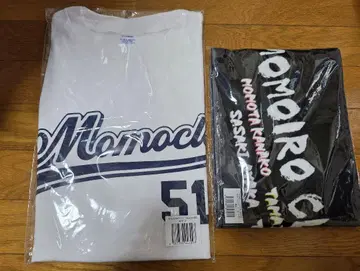 Momocl
51
MOMOIRO C
MOMOTA KANAKO
TAMA
SASAKI